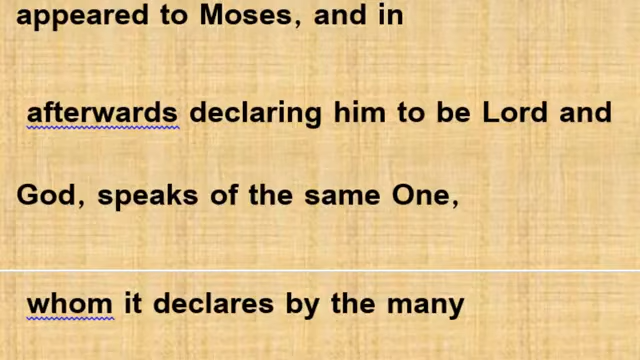 appeared to Moses, and in
afterwards declaring him to be Lord and
God, speaks of the same One,
whom it declares by the many